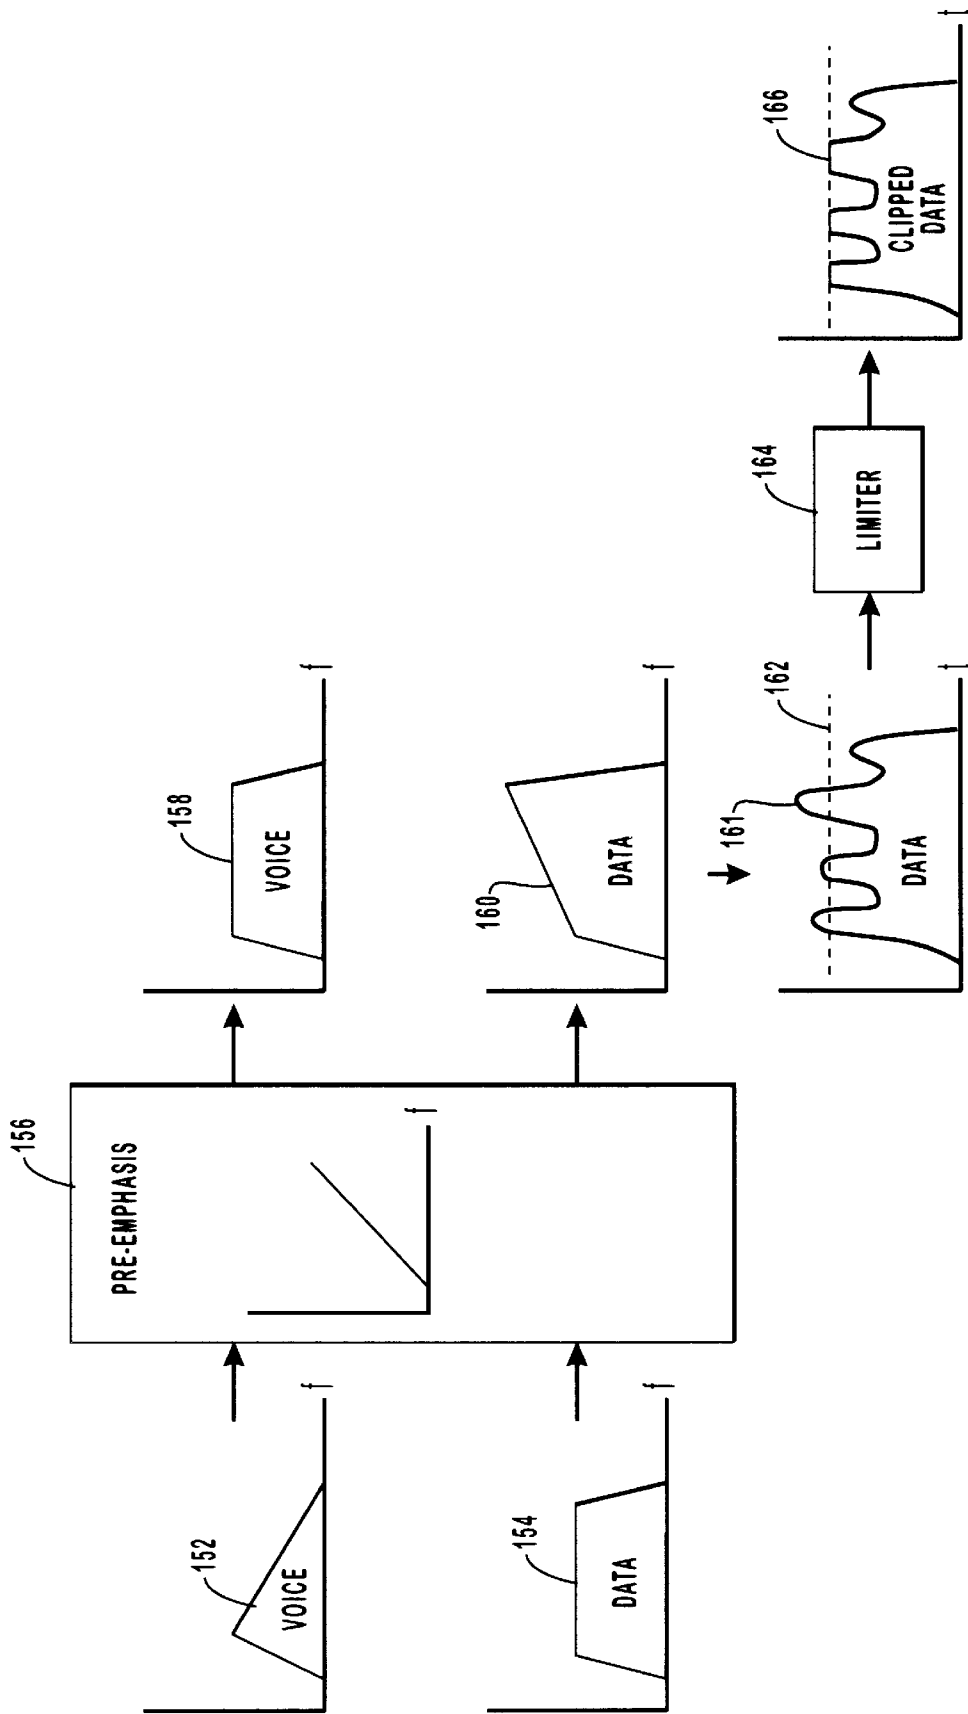 156
PRE-EMPHASIS
152
VOICE
f
f
158
VOICE
f
154
DATA
f
160
DATA
f
161
162
DATA
t
164
LIMITER
166
CLIPPED
DATA
t